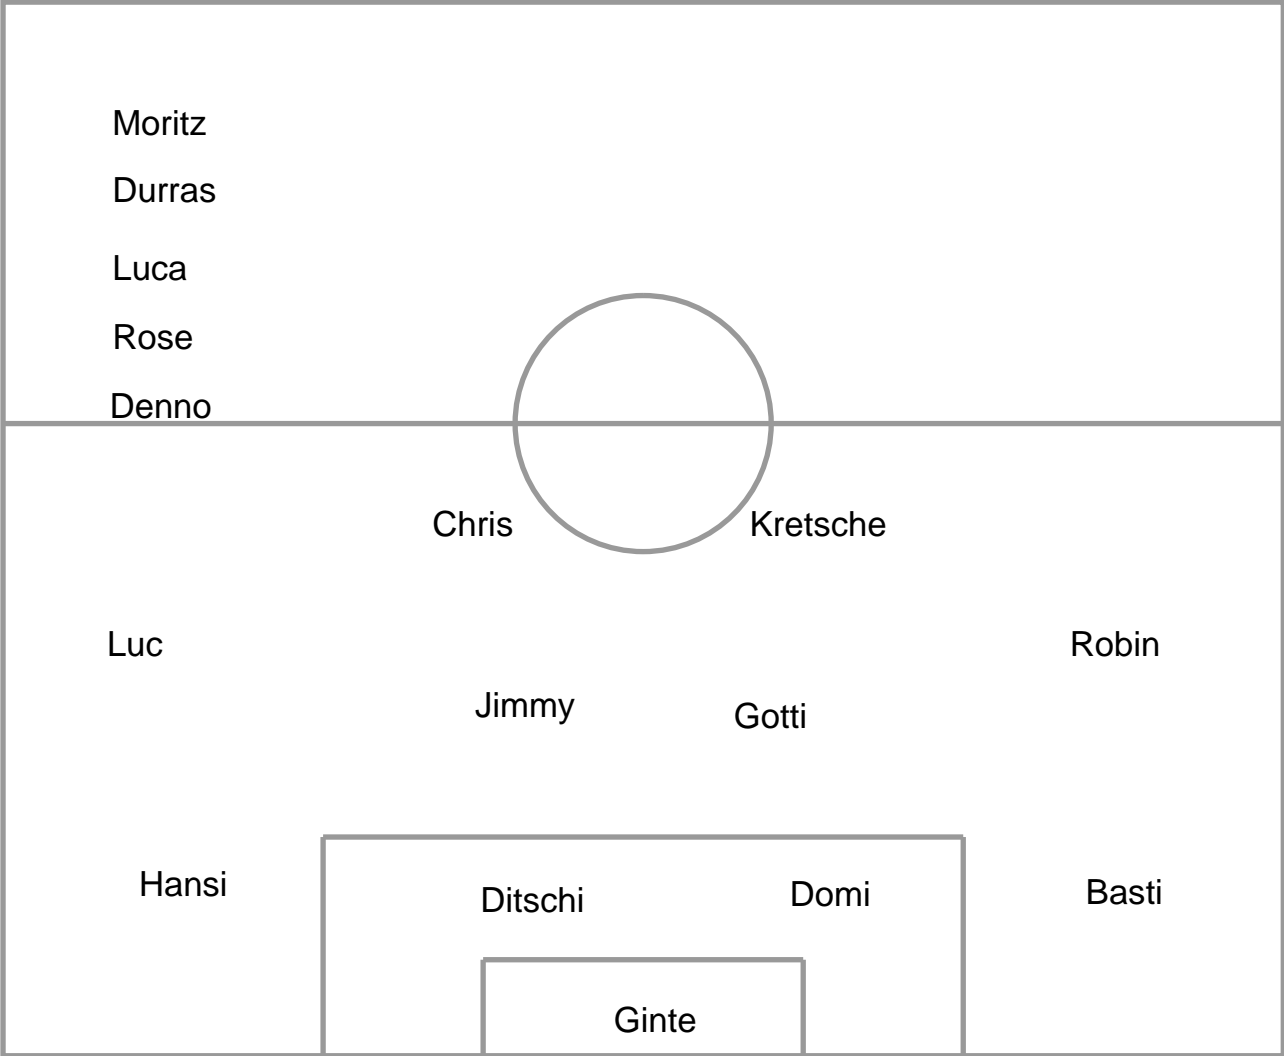 Moritz
Durras
Luca
Rose
Denno
Chris Kretsche
Luc Robin
Jimmy Gotti
Hansi Ditschi Domi Basti
Ginte